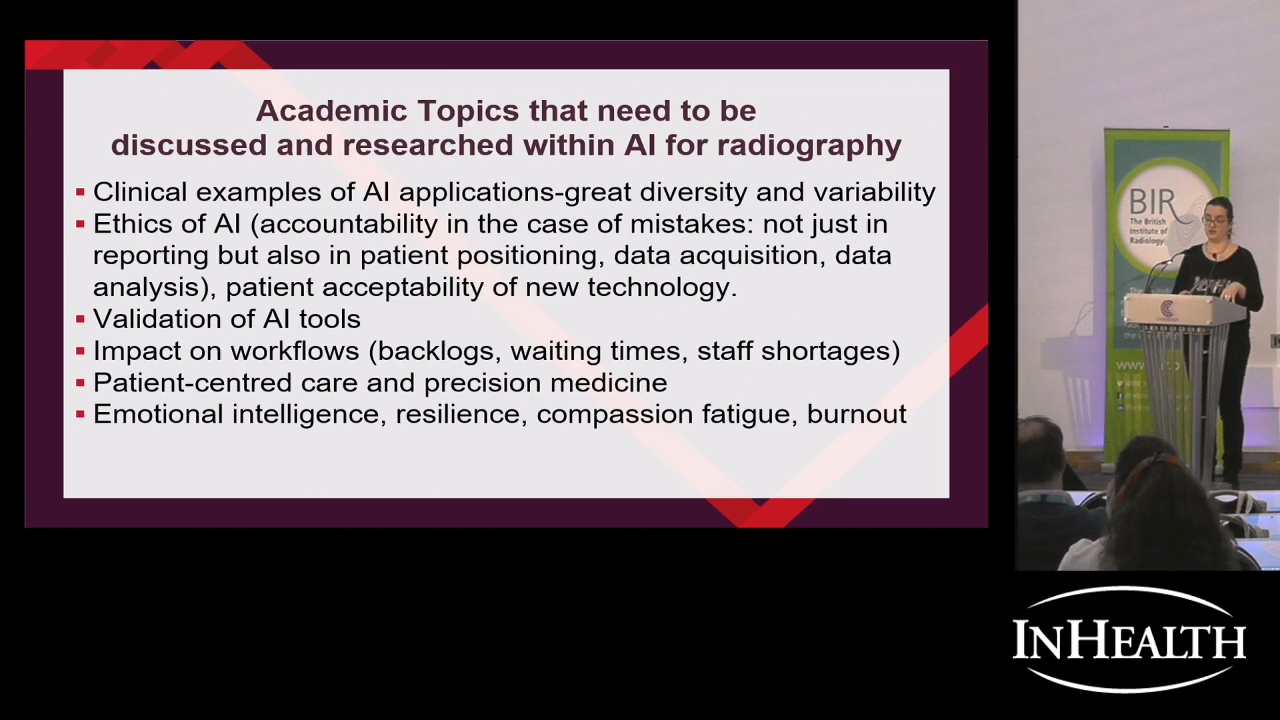 Academic Topics that need to be
discussed and researched within AI for radiography
▪ Clinical examples of AI applications-great diversity and variability
▪ Ethics of AI (accountability in the case of mistakes: not just in
reporting but also in patient positioning, data acquisition, data
analysis), patient acceptability of new technology.
▪ Validation of AI tools
▪ Impact on workflows (backlogs, waiting times, staff shortages)
▪ Patient-centred care and precision medicine
▪ Emotional intelligence, resilience, compassion fatigue, burnout
BIR
The British
Institute of
Radiology
INHEALTH